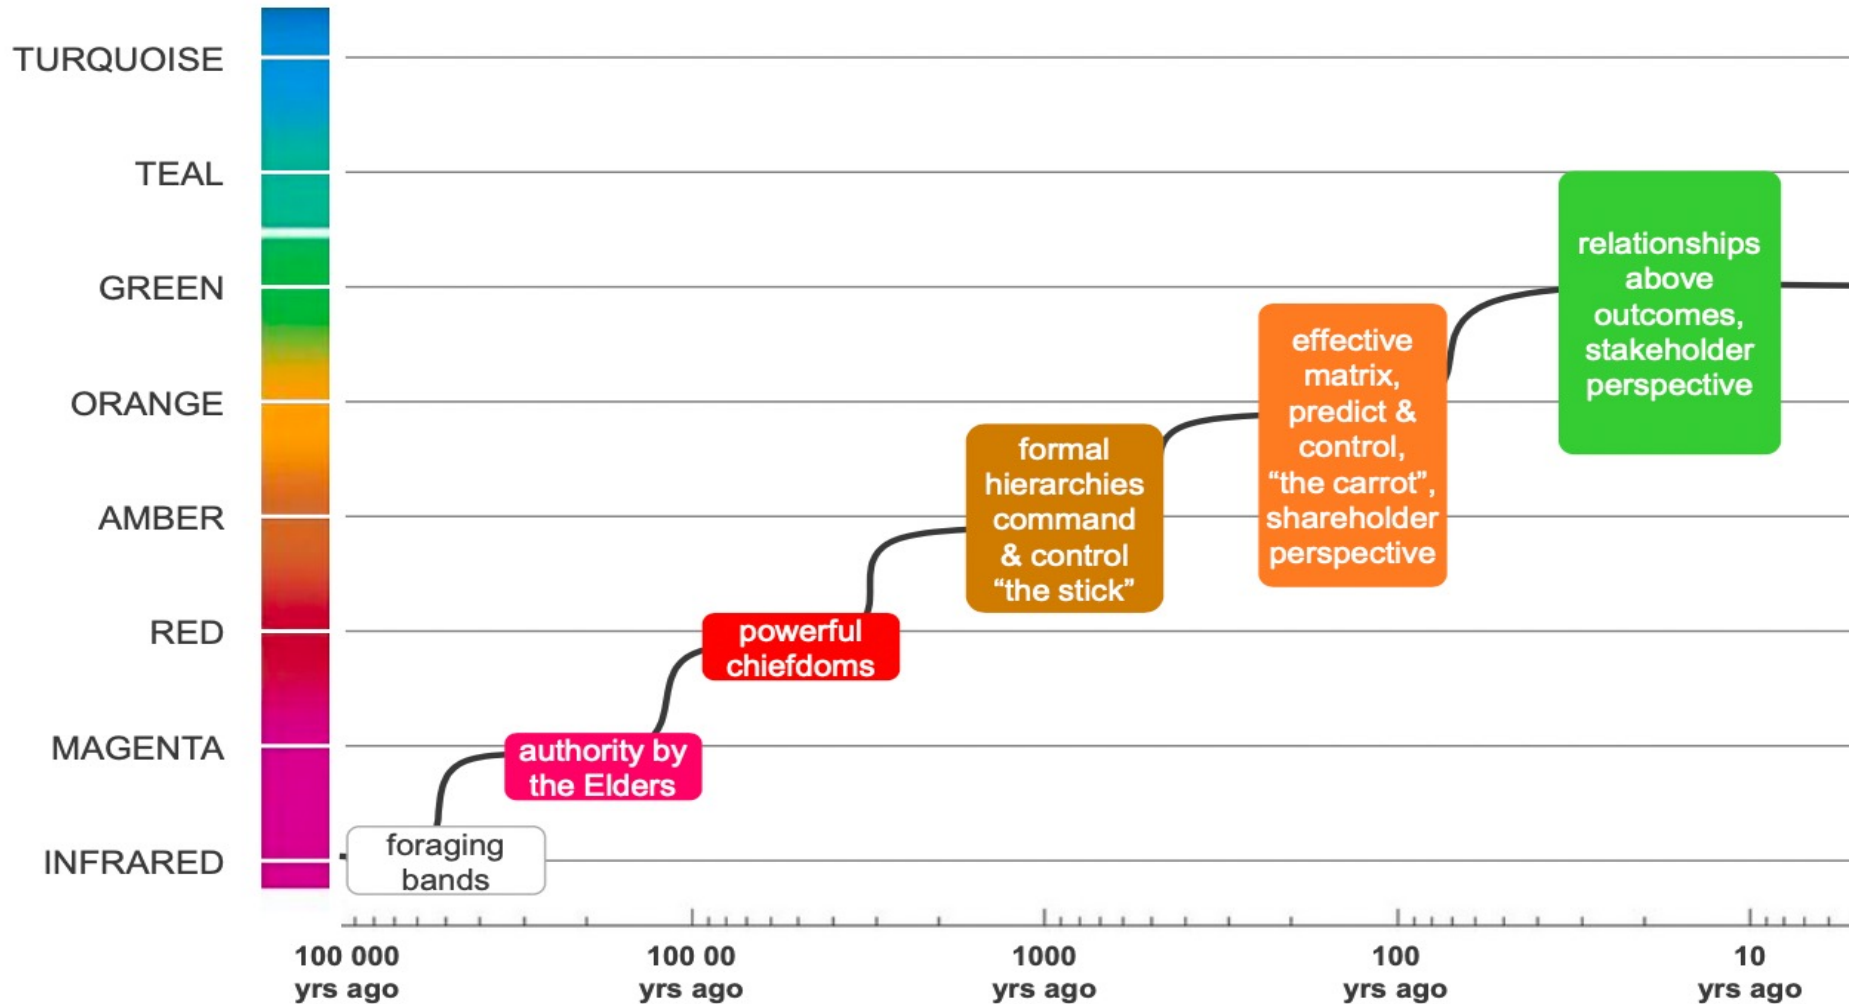 TURQUOISE
TEAL
GREEN
ORANGE
AMBER
RED
MAGENTA
INFRARED
foraging
bands
authority by
the Elders
powerful
chiefdoms
formal
hierarchies
command
& control
“the stick”
effective
matrix,
predict &
control,
“the carrot”,
shareholder
perspective
relationships
above
outcomes,
stakeholder
perspective
100 000
yrs ago
100 00
yrs ago
1000
yrs ago
100
yrs ago
10
yrs ago